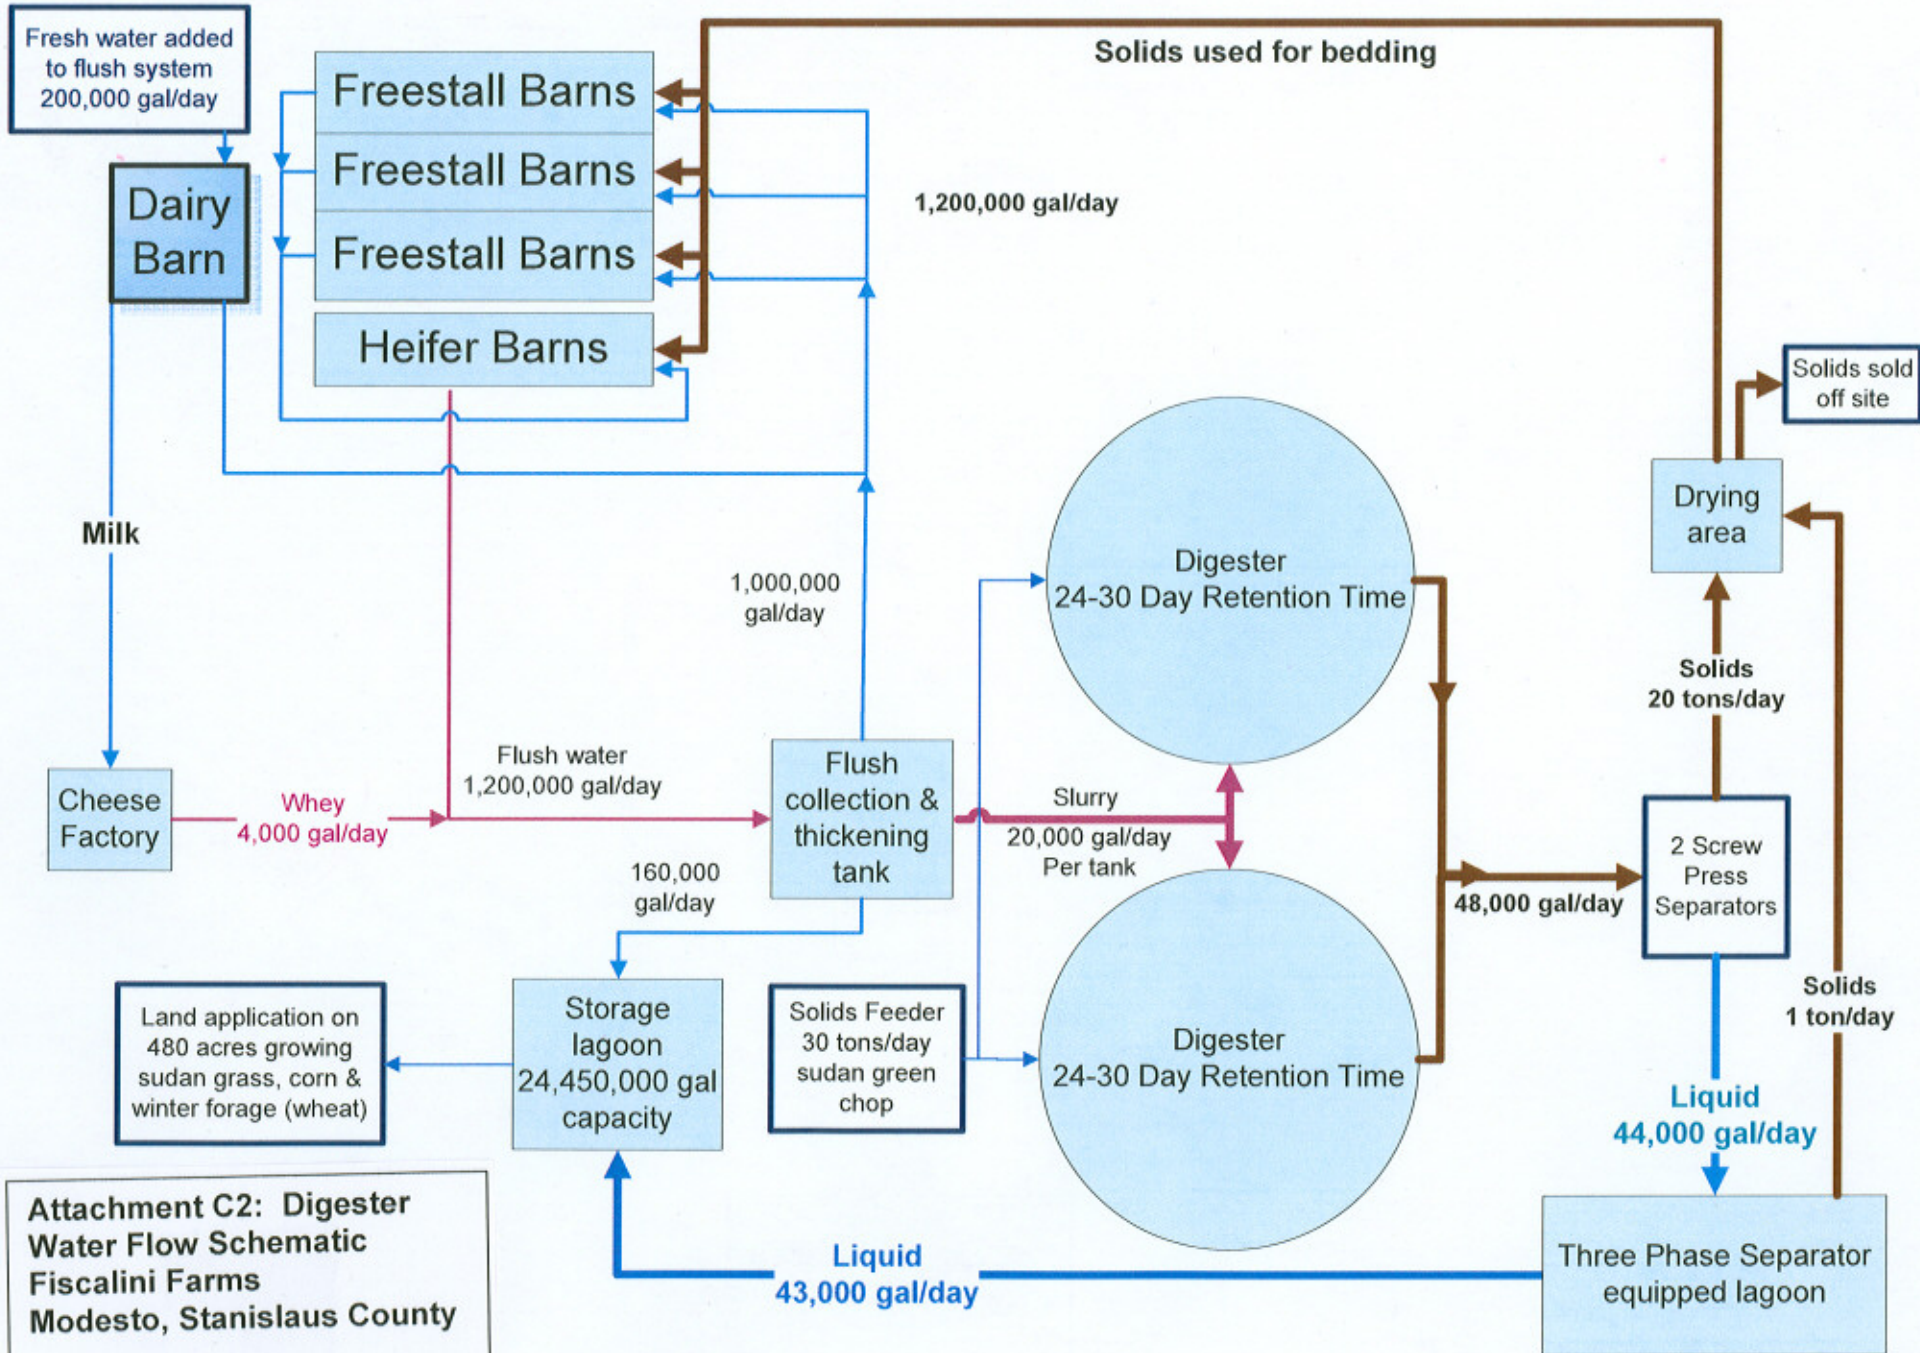 Fresh water added
to flush system
200,000 gal/day
Dairy
Barn
Freestall Barns
Freestall Barns
Freestall Barns
Heifer Barns
Solids used for bedding
1,200,000 gal/day
Solids sold
off site
Drying
area
Milk
1,000,000
gal/day
Digester
24-30 Day Retention Time
Solids
20 tons/day
Cheese
Factory
Whey
4,000 gal/day
Flush water
1,200,000 gal/day
Flush
collection &
thickening
tank
Slurry
20,000 gal/day
Per tank
48,000 gal/day
2 Screw
Press
Separators
160,000
gal/day
Land application on
480 acres growing
sudan grass, corn &
winter forage (wheat)
Storage
lagoon
24,450,000 gal
capacity
Solids Feeder
30 tons/day
sudan green
chop
Digester
24-30 Day Retention Time
Solids
1 ton/day
Liquid
44,000 gal/day
Liquid
43,000 gal/day
Three Phase Separator
equipped lagoon
Attachment C2: Digester
Water Flow Schematic
Fiscalini Farms
Modesto, Stanislaus County